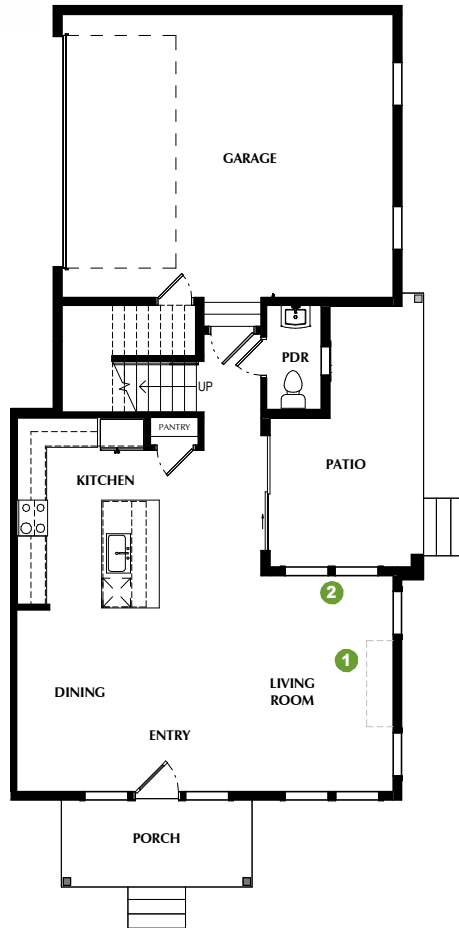 GARAGE
PDR
UP
PANTRY
PATIO
KITCHEN
2
1
LIVING
ROOM
DINING
ENTRY
PORCH